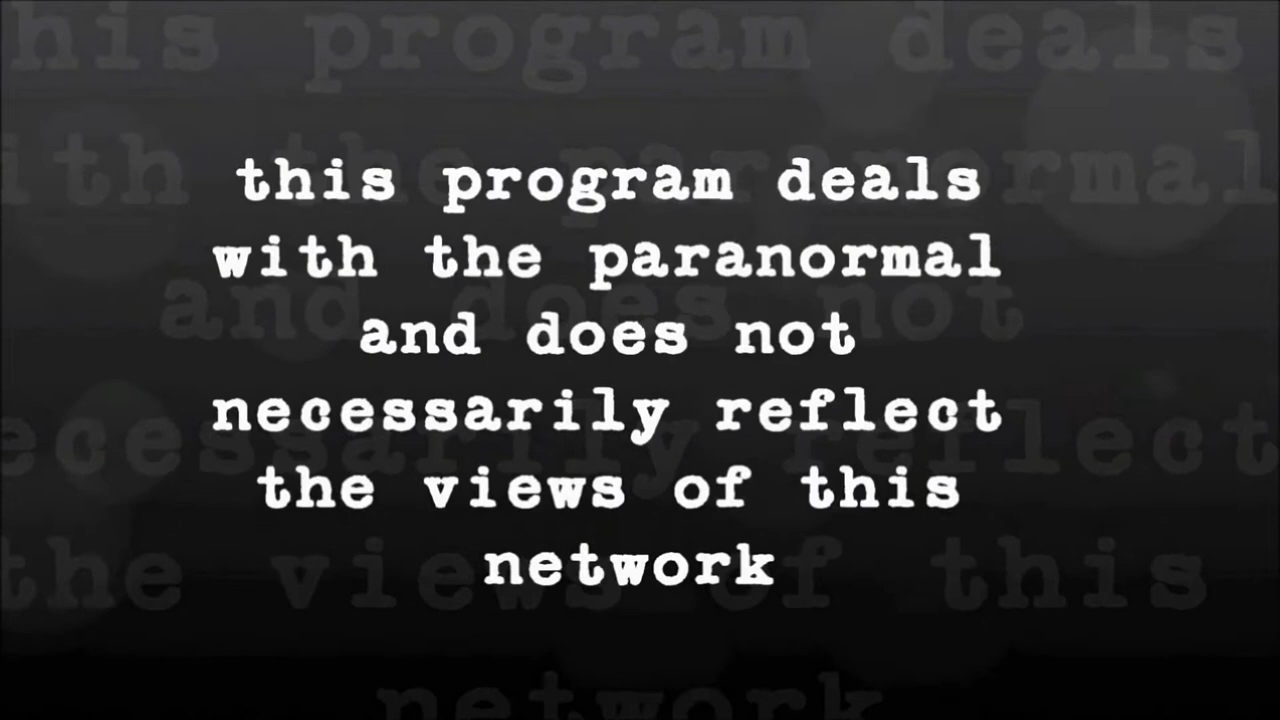 this program deals
with the paranormal
and does not
necessarily reflect
the views of this
network